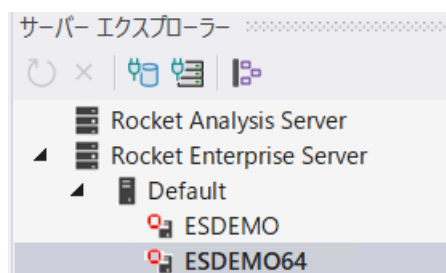 サーバー エクスプローラー
Rocket Analysis Server
Rocket Enterprise Server
Default
ESDEMO
ESDEMO64